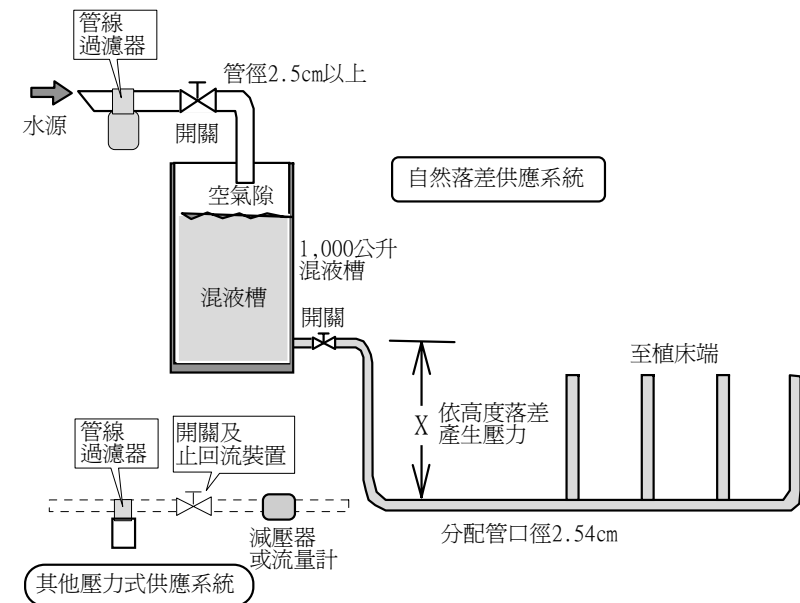 管線
過濾器
管徑2.5cm以上
水源
開關
空氣隙
自然落差供應系統
1,000公升
混液槽
混液槽
開關
至植床端
X
依高度落差
產生壓力
管線
過濾器
開關及
止回流裝置
減壓器
或流量計
分配管口徑2.54cm
其他壓力式供應系統